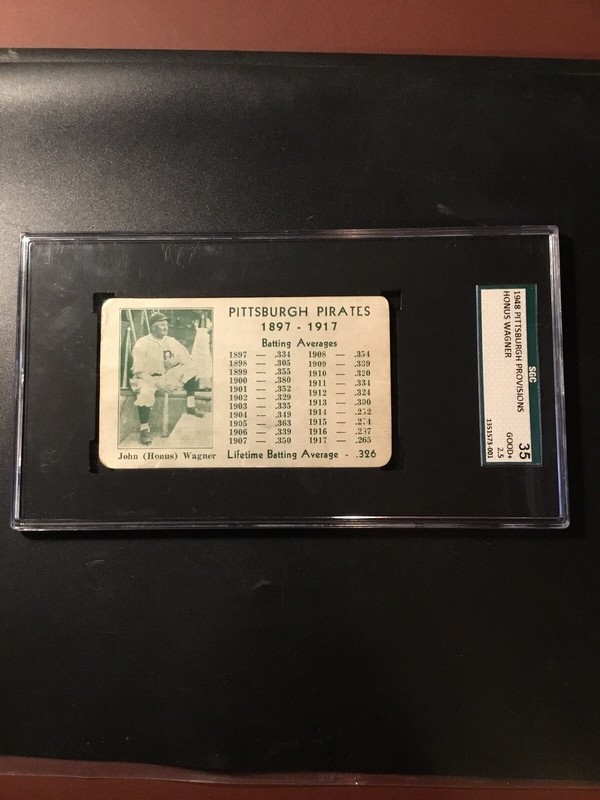 PITTSBURGH PIRATES
1897 - 1917
Batting Averages
1897 — .334 1908 — .354
1898 — .305 1909 — .339
1899 — .355 1910 — .320
1900 — .380 1911 — .334
1901 — .352 1912 — .324
1902 — .329 1913 — .300
1903 — .335 1914 — .252
1904 — .349 1915 — .274
1905 — .363 1916 — .287
1906 — .339 1917 — .265
1907 — .350
John (Honus) Wagner Lifetime Batting Average - .326
SGC
1948 PITTSBURGH PROVISIONS
HONUS WAGNER
35
GOOD+
2.5
1351573-001